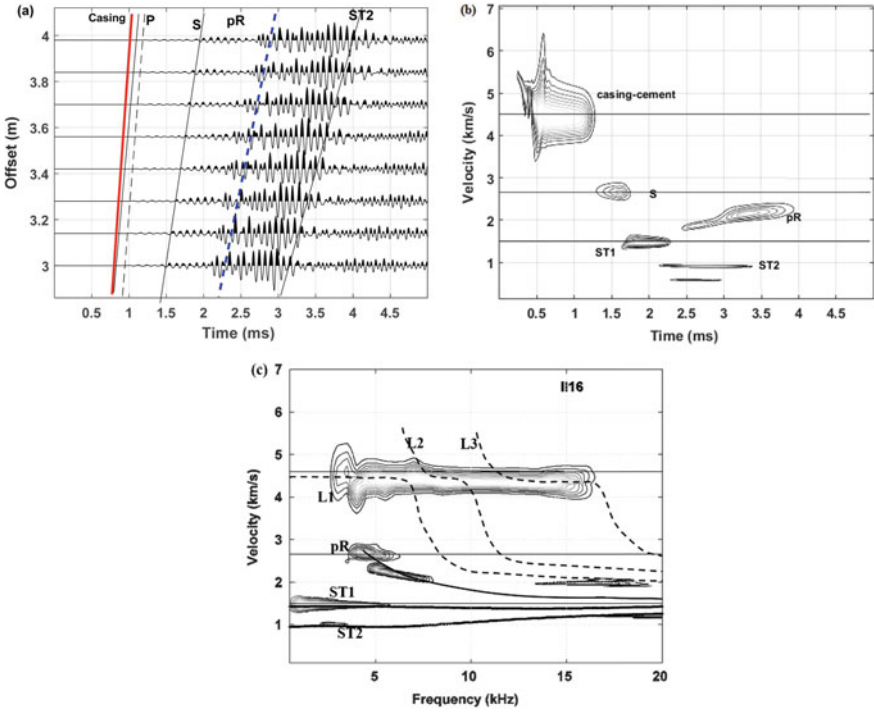 (a)
Casing
P
S
pR
ST2
4
3.8
3.6
3.4
3.2
3
Offset (m)
0.5 1 1.5 2 2.5 3 3.5 4 4.5
Time (ms)
(b)
7
6
5
4
3
2
1
Velocity (km/s)
casing-cement
S
pR
ST1
ST2
0.5 1 1.5 2 2.5 3 3.5 4 4.5
Time (ms)
(c)
7
6
5
4
3
2
1
Velocity (km/s)
II16
L2
L3
L1
pR
ST1
ST2
5 10 15 20
Frequency (kHz)